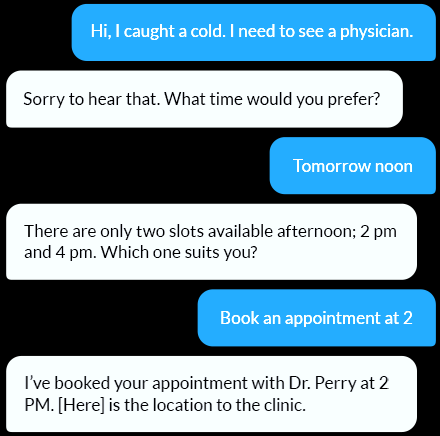 Hi, I caught a cold. I need to see a physician.
Sorry to hear that. What time would you prefer?
Tomorrow noon
There are only two slots available afternoon; 2 pm
and 4 pm. Which one suits you?
Book an appointment at 2
I've booked your appointment with Dr. Perry at 2
PM. [Here] is the location to the clinic.